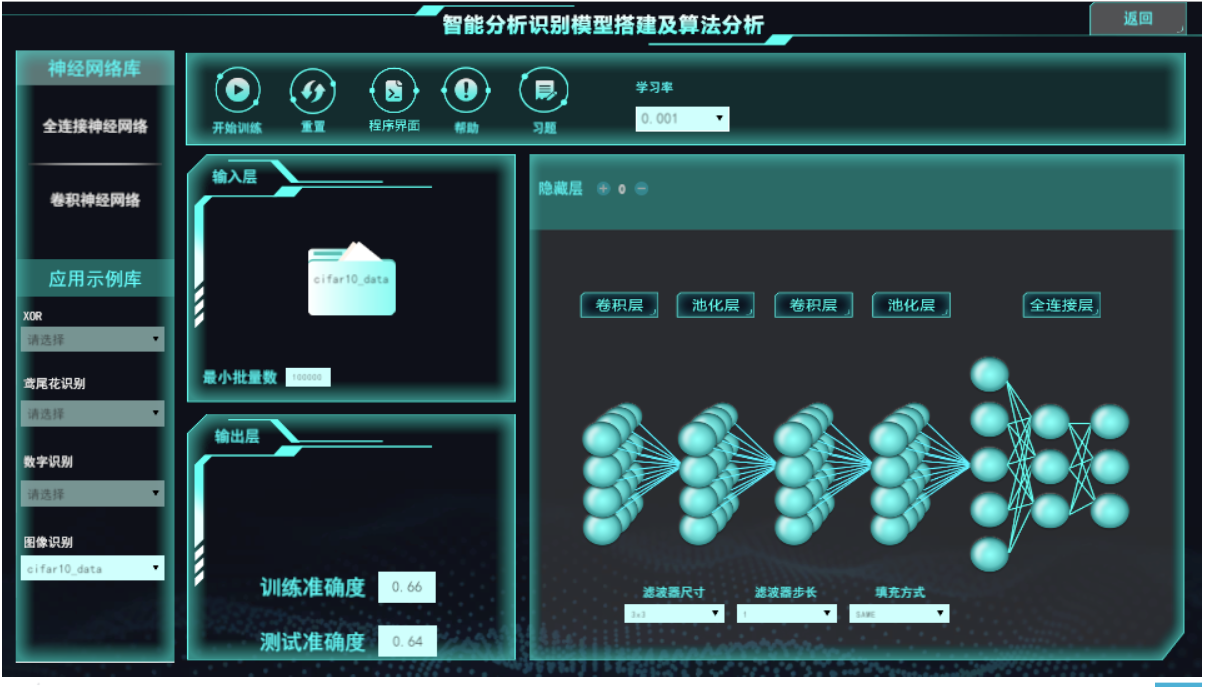 智能分析识别模型搭建及算法分析
返回
神经网络库
全连接神经网络
卷积神经网络
应用示例库
XOR
请选择
鸢尾花识别
请选择
数字识别
请选择
图像识别
cifar10_data
开始训练 重置 程序界面 帮助 习题
学习率
0.001
输入层
cifar10_data
最小批量数 100000
输出层
训练准确度 0.66
测试准确度 0.64
隐藏层 0
卷积层 池化层 卷积层 池化层 全连接层
滤波器尺寸 滤波器步长 填充方式
3×3 1 SAME